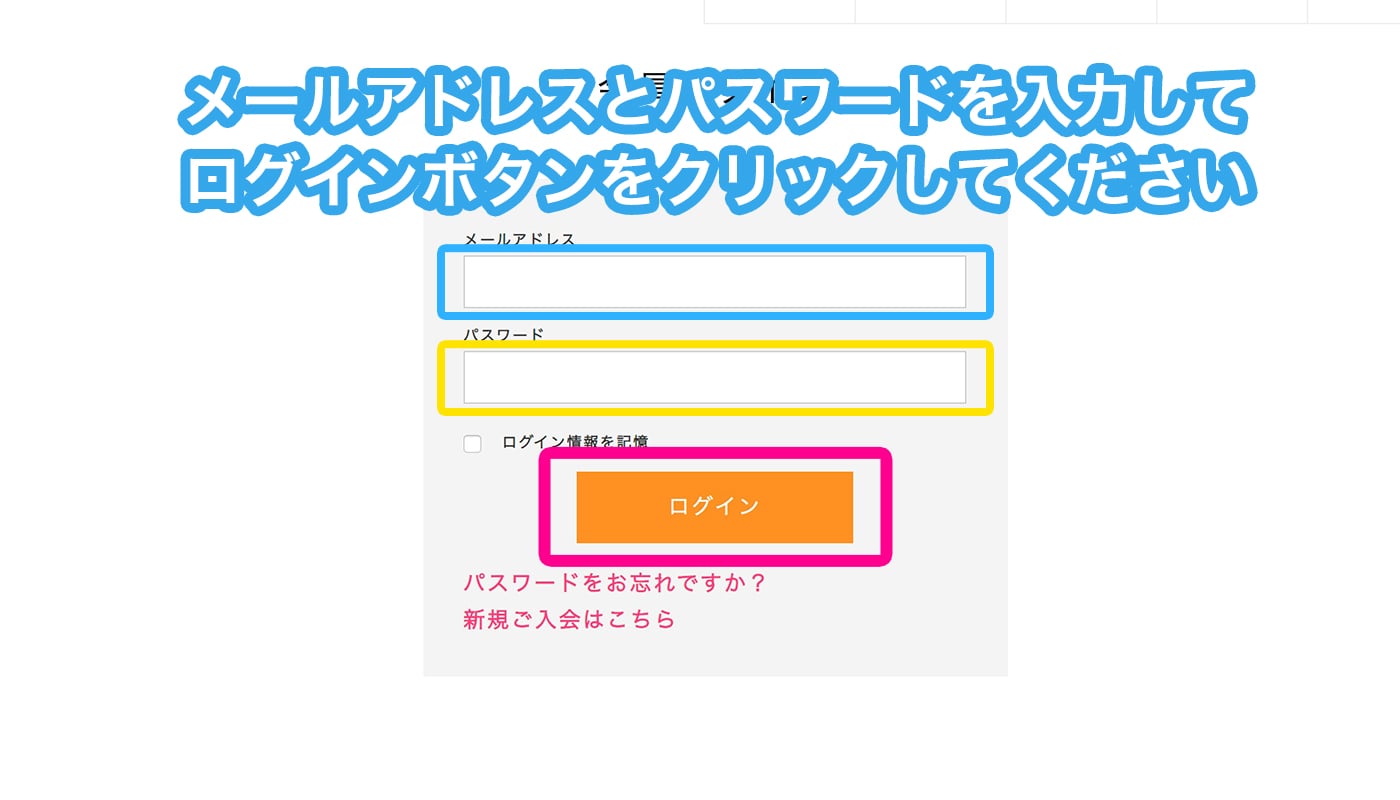 メールアドレスとパスワードを入力して
ログインボタンをクリックしてください
メールアドレス
パスワード
ログイン情報を記憶
ログイン
パスワードをお忘れですか？
新規ご入会はこちら